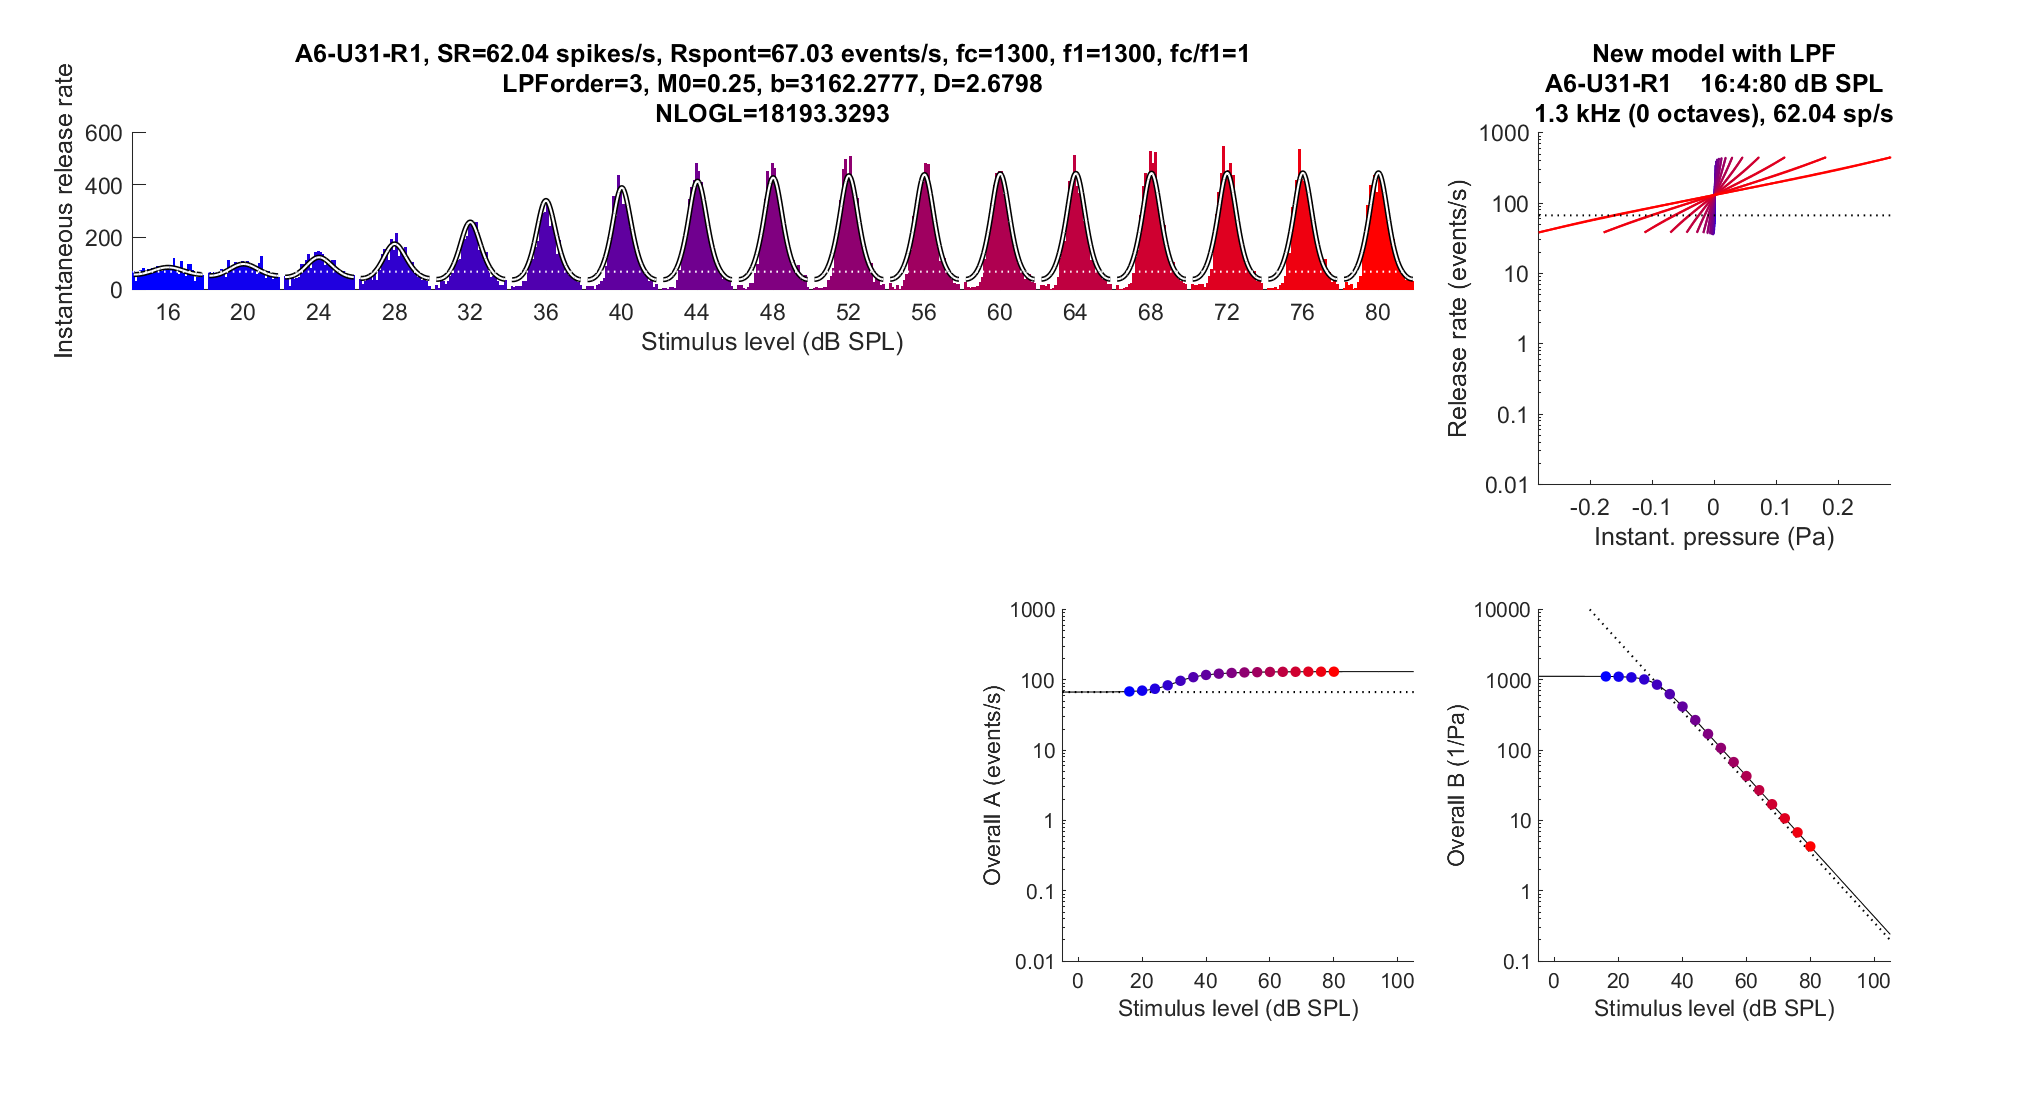 A6-U31-R1, SR=62.04 spikes/s, Rspont=67.03 events/s, fc=1300, f1=1300, fc/f1=1
LPForder=3, M0=0.25, b=3162.2777, D=2.6798
NLOGL=18193.3293
Instantaneous release rate
600
400
200
0
16 20 24 28 32 36 40 44 48 52 56 60 64 68 72 76 80
Stimulus level (dB SPL)
New model with LPF
A6-U31-R1 16:4:80 dB SPL
1.3 kHz (0 octaves), 62.04 sp/s
Release rate (events/s)
1000
100
10
1
0.1
0.01
-0.2 -0.1 0 0.1 0.2
Instant. pressure (Pa)
Overall A (events/s)
1000
100
10
1
0.1
0.01
0 20 40 60 80 100
Stimulus level (dB SPL)
Overall B (1/Pa)
10000
1000
100
10
1
0.1
0 20 40 60 80 100
Stimulus level (dB SPL)